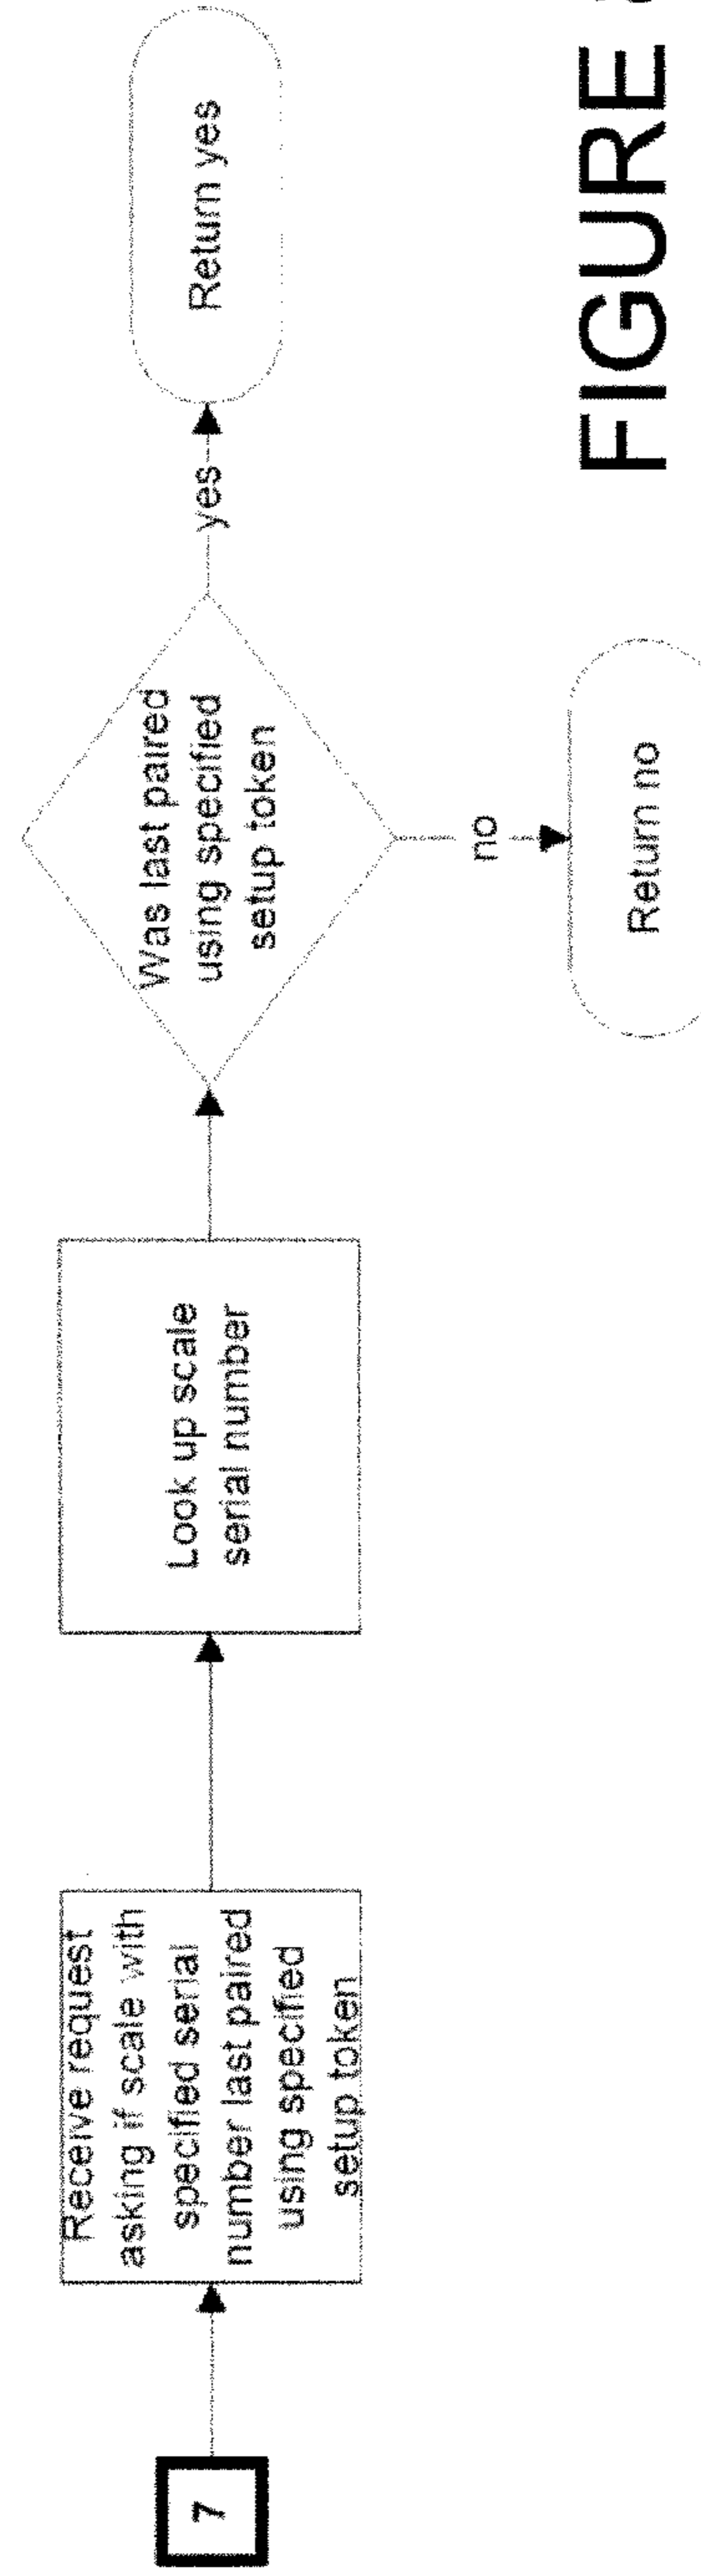 7
Receive request
asking if scale with
specified serial
number last paired
using specified
setup token
Look up scale
serial number
Was last paired
using specified
setup token
yes
Return yes
no
Return no
FIGURE